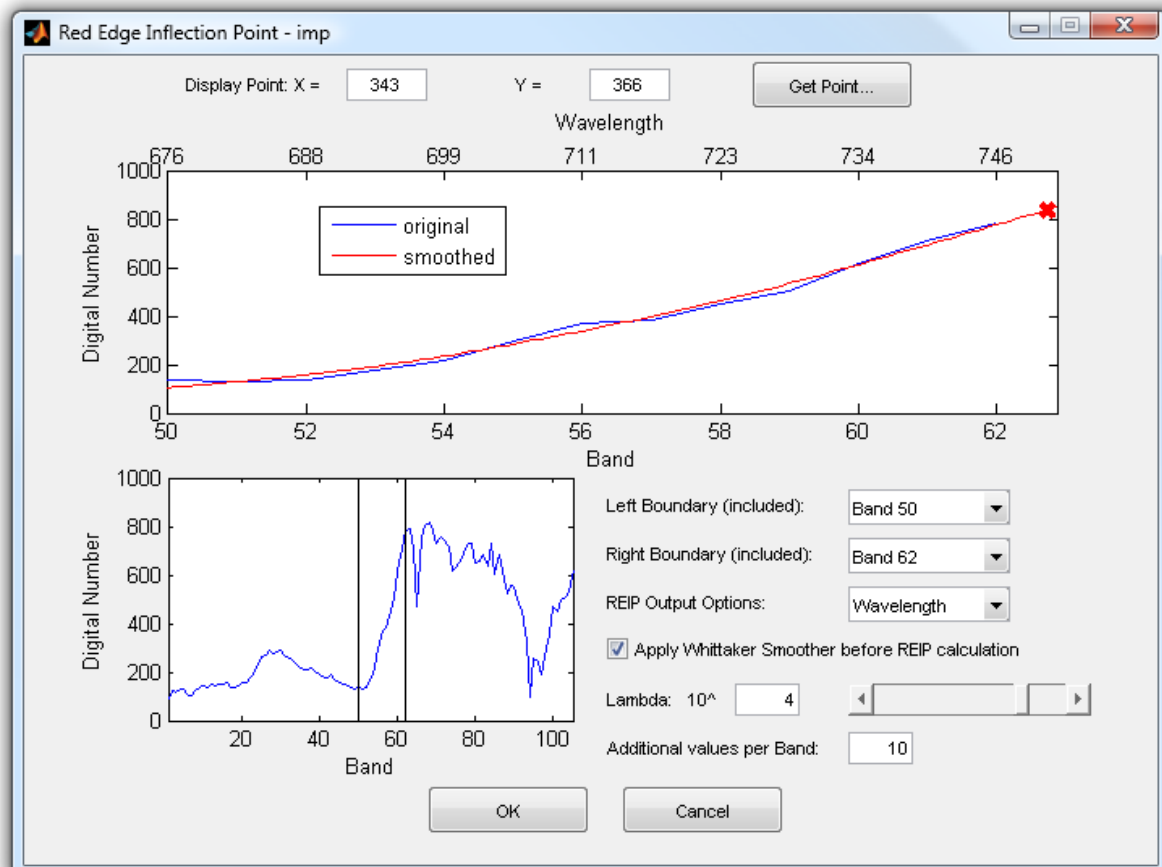 Red Edge Inflection Point - imp
Display Point: X = 343 Y = 366 Get Point...
Wavelength
676 688 699 711 723 734 746
1000
800
600
400
200
0
Digital Number
original
smoothed
50 52 54 56 58 60 62
Band
1000
800
600
400
200
0
Digital Number
20 40 60 80 100
Band
Left Boundary (included): Band 50
Right Boundary (included): Band 62
REIP Output Options: Wavelength
Apply Whittaker Smoother before REIP calculation
Lambda: 10^ 4
Additional values per Band: 10
OK Cancel